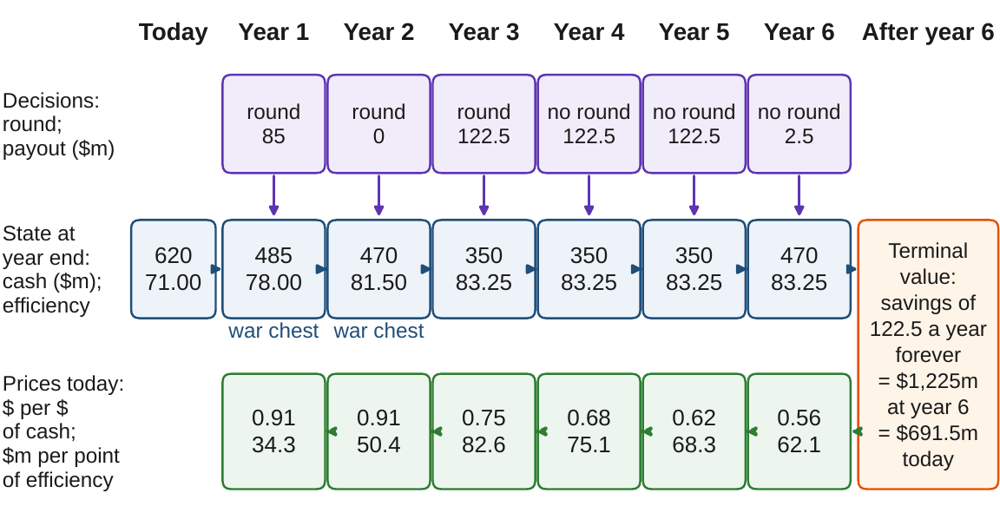 Today Year 1 Year 2 Year 3 Year 4 Year 5 Year 6 After year 6
Decisions:
round;
payout ($m)
round
85
round
0
round
122.5
no round
122.5
no round
122.5
no round
2.5
State at
year end:
cash ($m);
efficiency
620
71.00
485
78.00
war chest
470
81.50
war chest
350
83.25
350
83.25
350
83.25
470
83.25
Terminal
value:
savings of
122.5 a year
forever
= $1,225m
at year 6
= $691.5m
today
Prices today:
$ per $
of cash;
$m per point
of efficiency
0.91
34.3
0.91
50.4
0.75
82.6
0.68
75.1
0.62
68.3
0.56
62.1